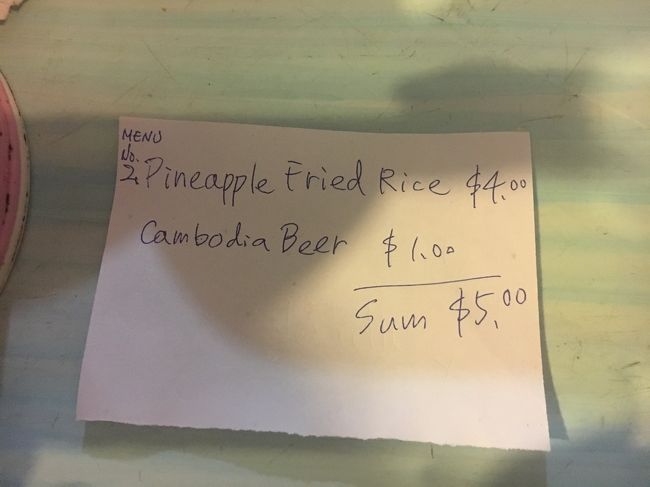 MENU
No.
2, Pineapple Fried Rice $4.00
Cambodia Beer $1.00
Sum $5.00